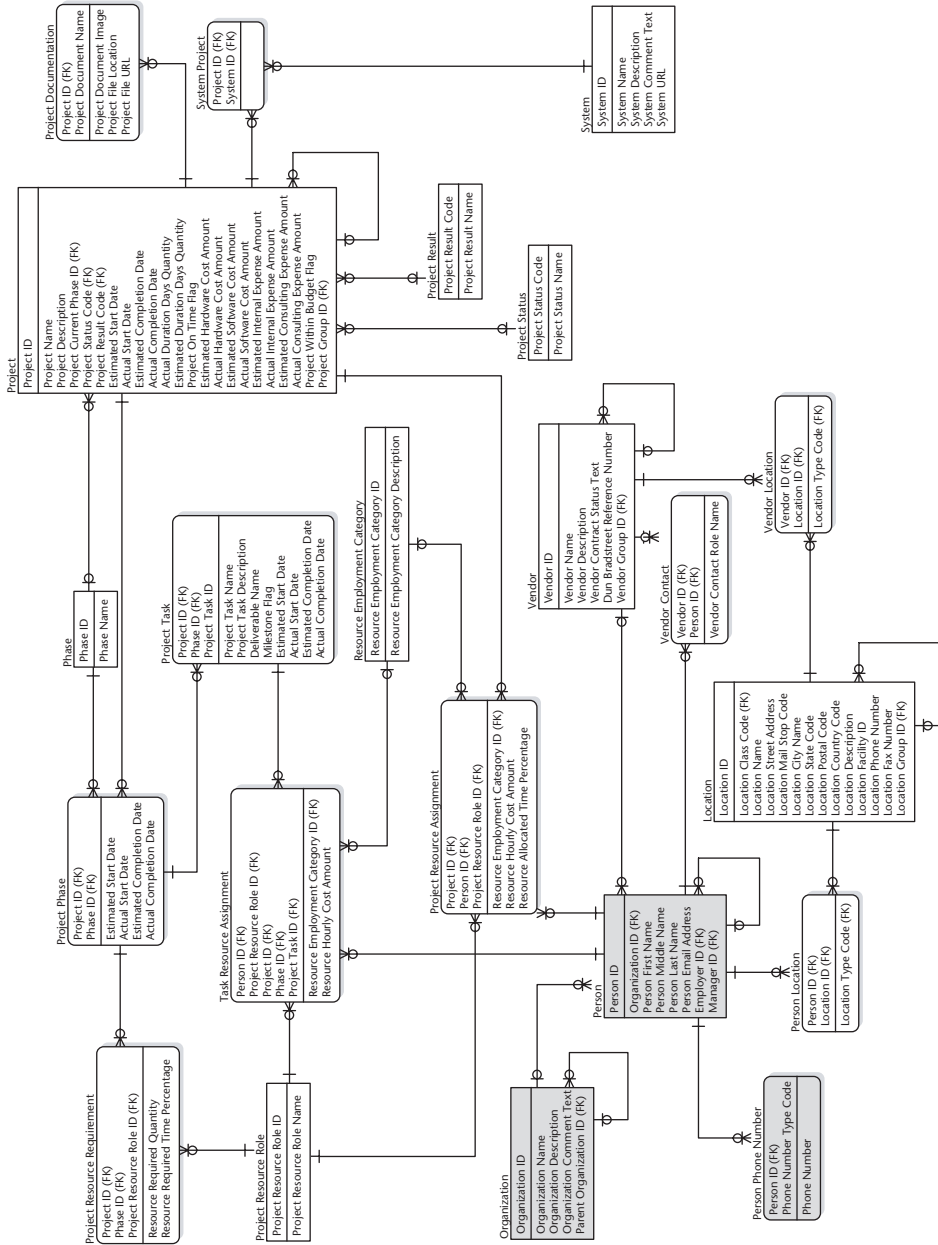 Project Documentation
Project ID (FK)
Project Document Name
Project Document Image
Project File Location
Project File URL
System Project
Project ID (FK)
System ID (FK)
System
System ID
System Name
System Description
System Comment Text
System URL
Project
Project ID
Project Name
Project Description
Project Current Phase ID (FK)
Project Status Code (FK)
Project Result Code (FK)
Estimated Start Date
Actual Start Date
Estimated Completion Date
Actual Completion Date
Actual Duration Days Quantity
Estimated Duration Days Quantity
Project On Time Flag
Estimated Hardware Cost Amount
Actual Hardware Cost Amount
Estimated Software Cost Amount
Actual Software Cost Amount
Estimated Internal Expense Amount
Actual Internal Expense Amount
Estimated Consulting Expense Amount
Actual Consulting Expense Amount
Project Within Budget Flag
Project Group ID (FK)
Project Result
Project Result Code
Project Result Name
Project Status
Project Status Code
Project Status Name
Phase
Phase ID
Phase Name
Project Task
Project ID (FK)
Phase ID (FK)
Project Task ID
Project Task Name
Project Task Description
Deliverable Name
Milestone Flag
Estimated Start Date
Actual Start Date
Estimated Completion Date
Actual Completion Date
Resource Employment Category
Resource Employment Category ID
Resource Employment Category Description
Vendor
Vendor ID
Vendor Name
Vendor Description
Vendor Contract Status Text
Dun Bradstreet Reference Number
Vendor Group ID (FK)
Vendor Contact
Vendor ID (FK)
Person ID (FK)
Vendor Contact Role Name
Vendor Location
Vendor ID (FK)
Location ID (FK)
Location Type Code (FK)
Project Phase
Project ID (FK)
Phase ID (FK)
Estimated Start Date
Actual Start Date
Estimated Completion Date
Actual Completion Date
Task Resource Assignment
Person ID (FK)
Project Resource Role ID (FK)
Project ID (FK)
Phase ID (FK)
Project Task ID (FK)
Resource Employment Category ID (FK)
Resource Hourly Cost Amount
Project Resource Assignment
Project ID (FK)
Person ID (FK)
Project Resource Role ID (FK)
Resource Employment Category ID (FK)
Resource Hourly Cost Amount
Resource Allocated Time Percentage
Location
Location ID
Location Class Code (FK)
Location Name
Location Street Address
Location Mail Stop Code
Location City Name
Location State Code
Location Postal Code
Location Country Code
Location Description
Location Facility ID
Location Phone Number
Location Fax Number
Location Group ID (FK)
Project Resource Requirement
Project ID (FK)
Phase ID (FK)
Project Resource Role ID (FK)
Resource Required Quantity
Resource Required Time Percentage
Project Resource Role
Project Resource Role ID
Project Resource Role Name
Organization
Organization ID
Organization Name
Organization Description
Organization Comment Text
Parent Organization ID (FK)
Person
Person ID
Organization ID (FK)
Person First Name
Person Middle Name
Person Last Name
Person Email Address
Employer ID (FK)
Manager ID (FK)
Person Location
Person ID (FK)
Location ID (FK)
Location Type Code (FK)
Person Phone Number
Person ID (FK)
Phone Number Type Code
Phone Number